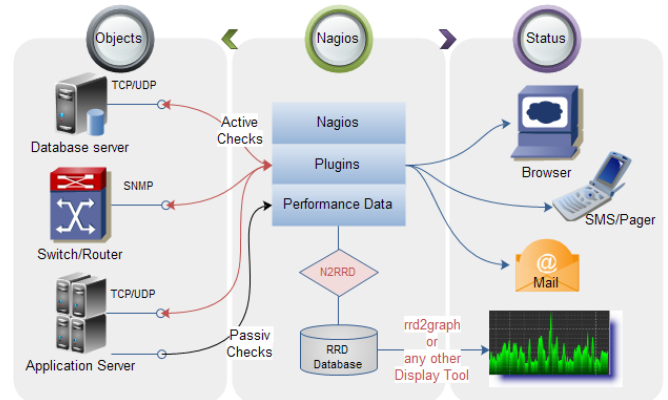 Objects
Nagios
Status
TCP/UDP
Database server
SNMP
Switch/Router
TCP/UDP
Application Server
Active
Checks
Passiv
Checks
Nagios
Plugins
Performance Data
N2RRD
RRD
Database
rrd2graph
or
any other
Display Tool
Browser
SMS/Pager
@
Mail